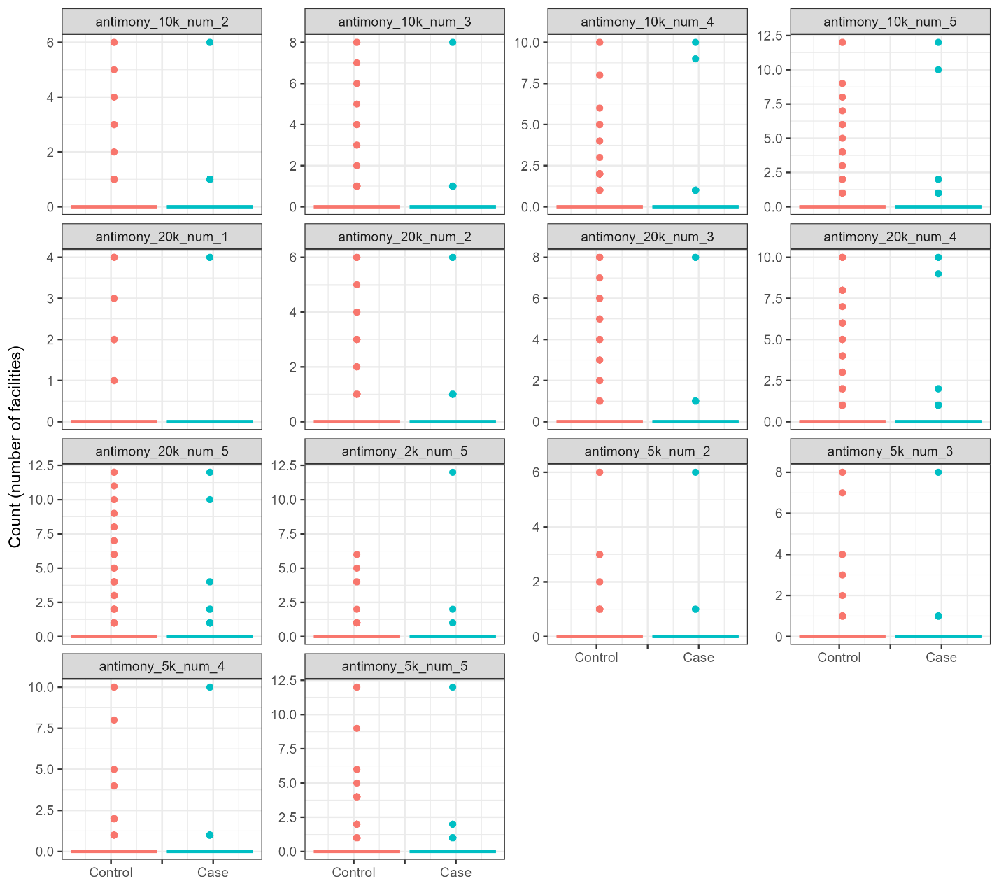 antimony_10k_num_2 antimony_10k_num_3 antimony_10k_num_4 antimony_10k_num_5
6 8 10.0 12.5
10.0
4 6 7.5 7.5
4 5.0 5.0
2 2 2.5 2.5
0 0 0.0 0.0
antimony_20k_num_1 antimony_20k_num_2 antimony_20k_num_3 antimony_20k_num_4
4 6 8 10.0
3 4 6 7.5
2 4 5.0
1 2 2 2.5
0 0 0 0.0
Count (number of facilities)
antimony_20k_num_5 antimony_2k_num_5 antimony_5k_num_2 antimony_5k_num_3
12.5 12.5 6 8
10.0 10.0 4 6
7.5 7.5
5.0 5.0 2 4
2.5 2.5 2
0.0 0.0 0 0
Control Case Control Case
antimony_5k_num_4 antimony_5k_num_5
10.0 12.5
7.5 10.0
7.5
5.0 5.0
2.5 2.5
0.0 0.0
Control Case Control Case